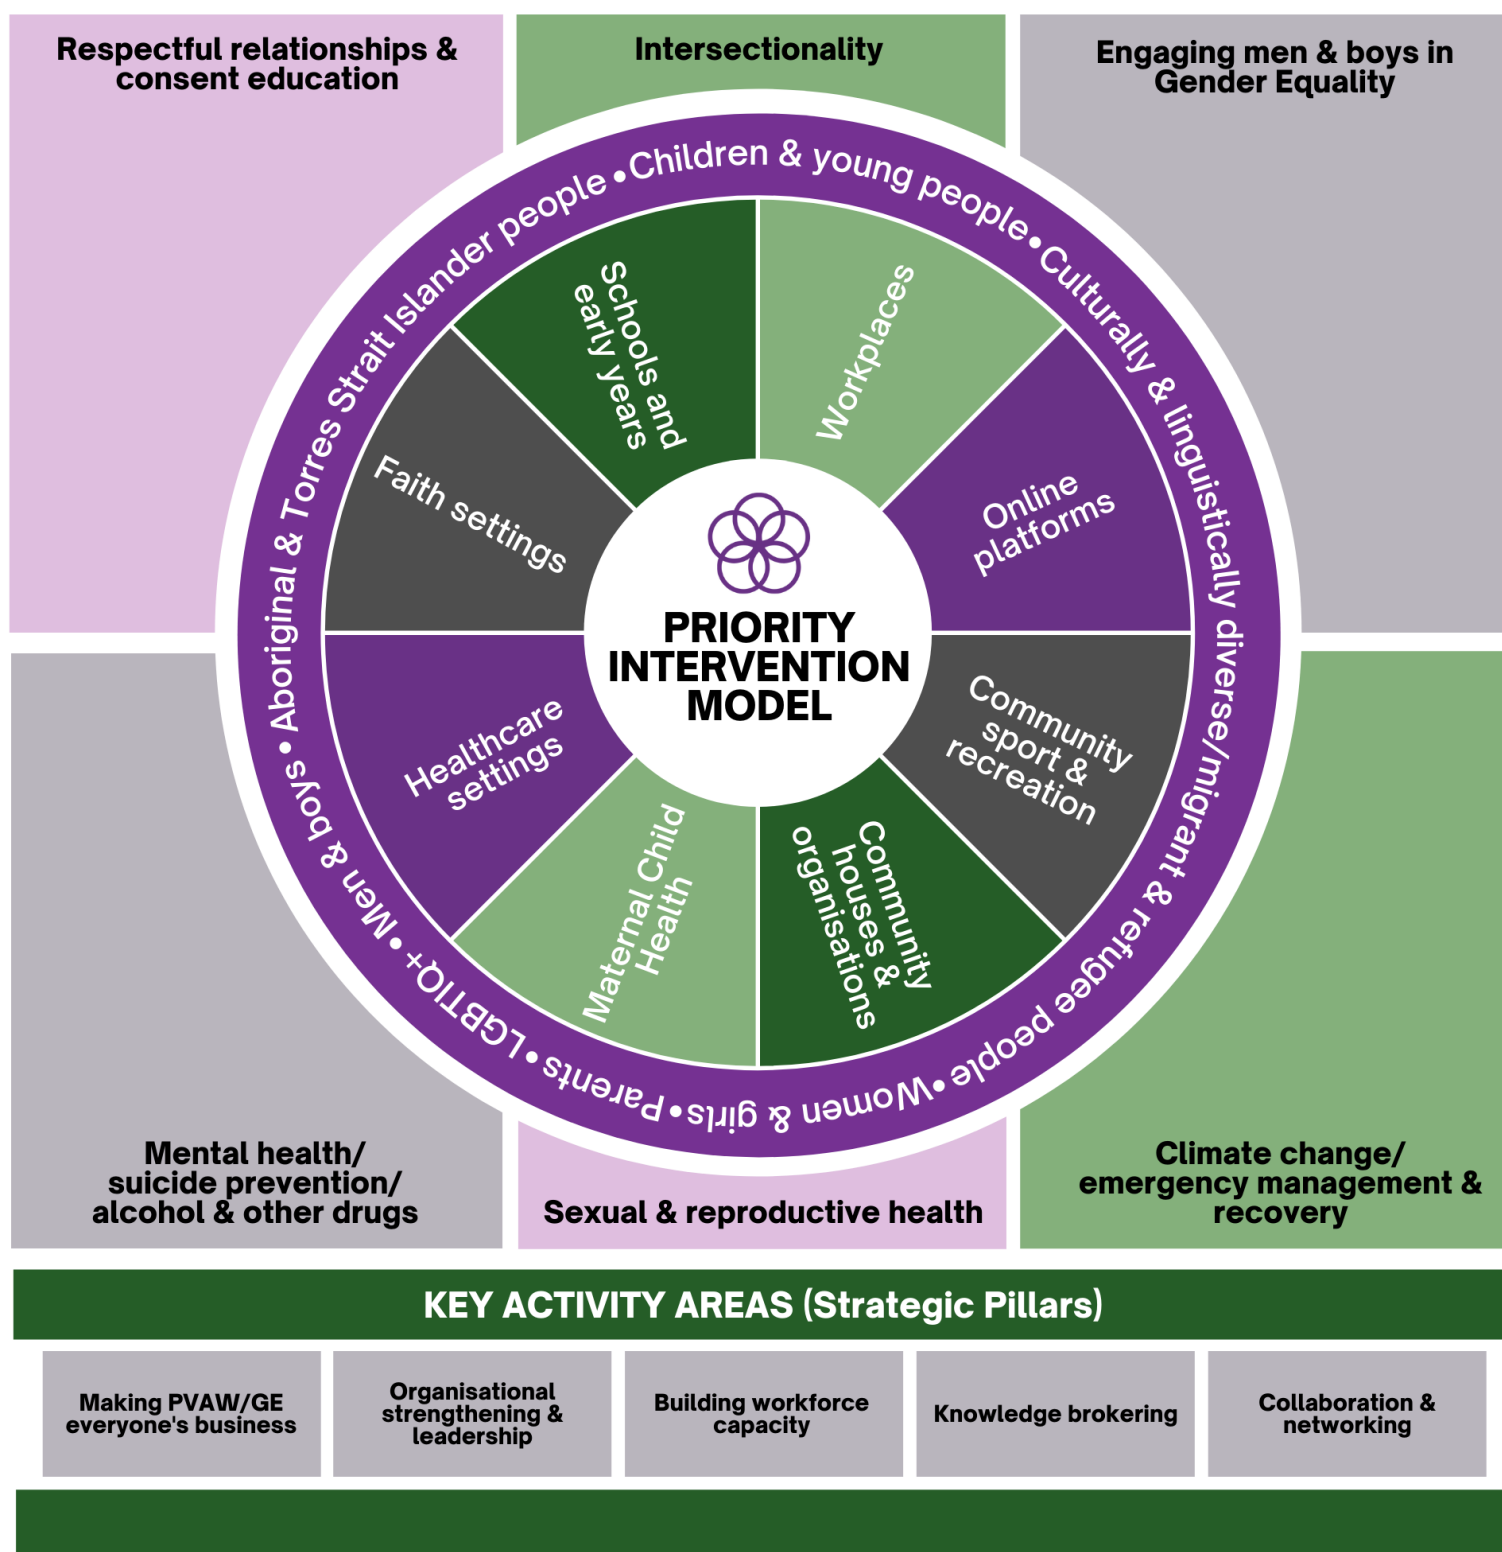 Respectful relationships &
consent education
Intersectionality
Engaging men & boys in
Gender Equality
Aboriginal & Torres Strait Islander people •Children & young people•Culturally & linguistically diverse/migrant & refugee people•Women & girls•Parents•LGBTIQ+•Men & boys•
Schools and
early years
Workplaces
Online
platforms
Community
sport &
recreation
Community
houses &
organisations
Maternal Child
Health
Healthcare
settings
Faith settings
PRIORITY
INTERVENTION
MODEL
Mental health/
suicide prevention/
alcohol & other drugs
Sexual & reproductive health
Climate change/
emergency management &
recovery
KEY ACTIVITY AREAS (Strategic Pillars)
Making PVAW/GE
everyone's business
Organisational
strengthening &
leadership
Building workforce
capacity
Knowledge brokering
Collaboration &
networking